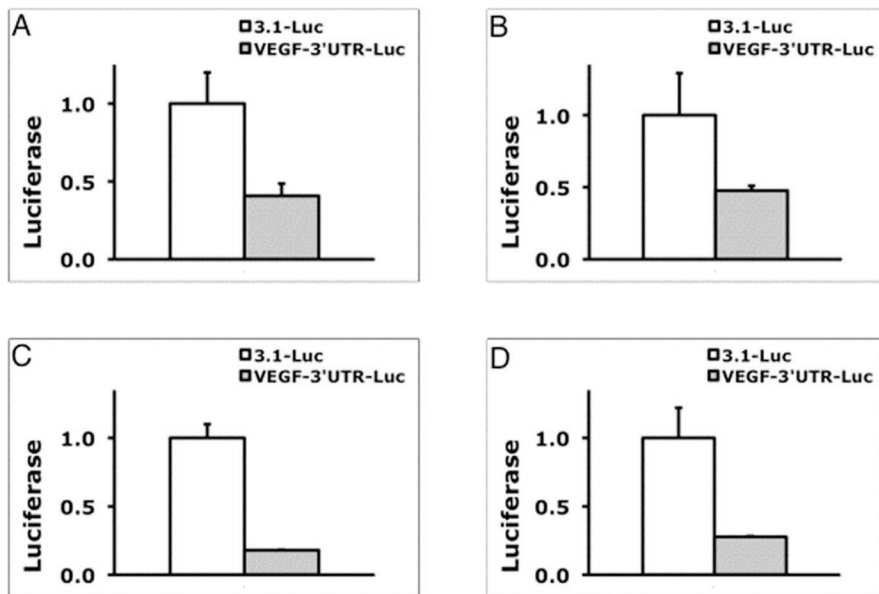 A
3.1-Luc
VEGF-3'UTR-Luc
Luciferase
1.0
0.5
0.0
B
3.1-Luc
VEGF-3'UTR-Luc
Luciferase
1.0
0.5
0.0
C
3.1-Luc
VEGF-3'UTR-Luc
Luciferase
1.0
0.5
0.0
D
3.1-Luc
VEGF-3'UTR-Luc
Luciferase
1.0
0.5
0.0